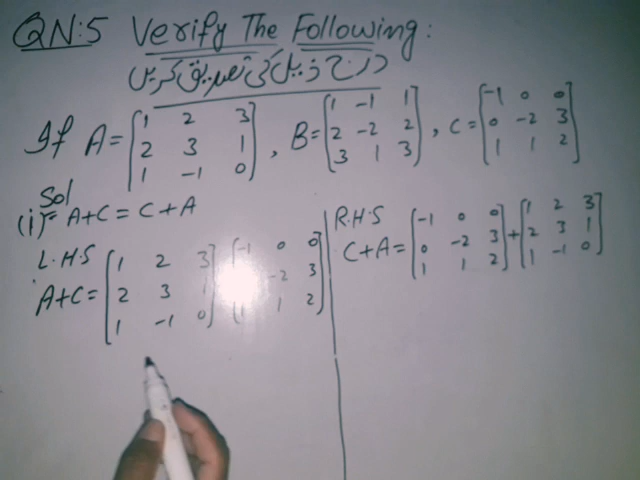 QN:5 Verify The Following:
درج ذیل کی تصدیق کریں
If A = [1 2 3
2 3 1
1 -1 0], B = [1 -1 1
2 -2 2
3 1 3], C = [-1 0 0
0 -2 3
1 1 2]
Sol
(i) = A+C = C+A
L.H.S
A+C = [1 2 3
2 3 1
1 -1 0] [-1 0 0
-2 3
1 1 2]
R.H.S
C+A = [-1 0 0
0 -2 3
1 1 2] + [1 2 3
2 3 1
1 -1 0]